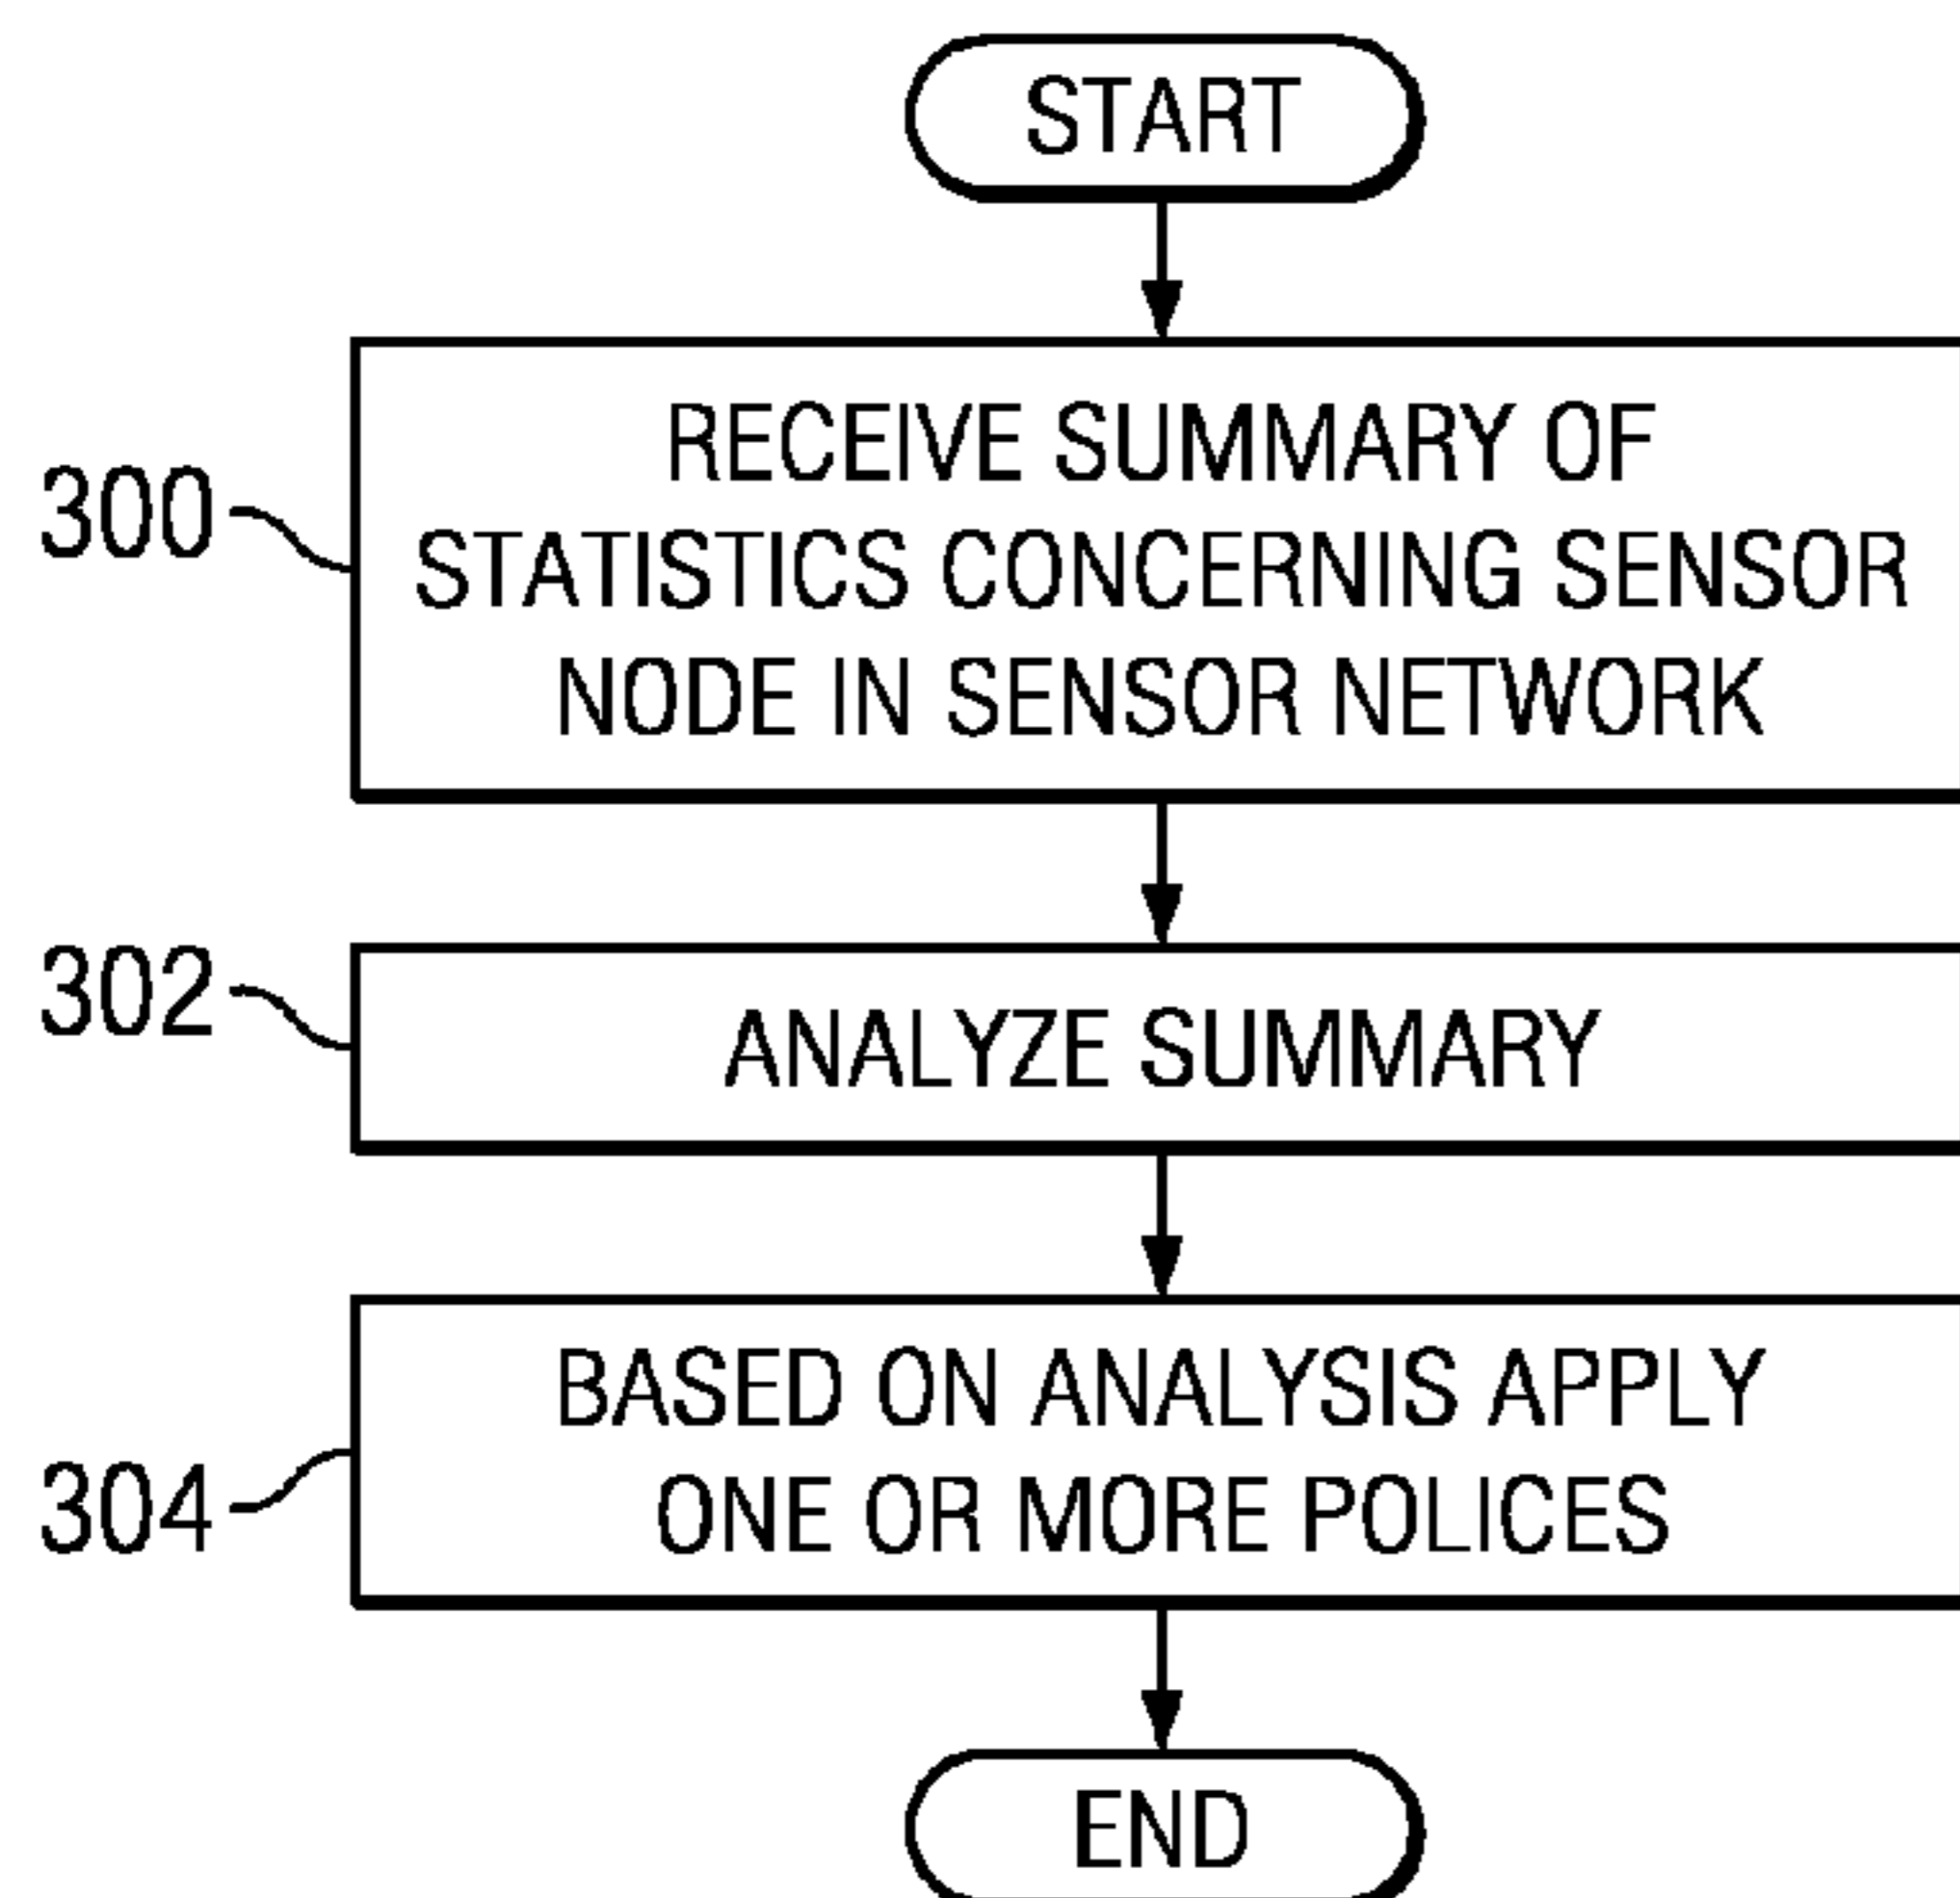 START
300
RECEIVE SUMMARY OF
STATISTICS CONCERNING SENSOR
NODE IN SENSOR NETWORK
302
ANALYZE SUMMARY
304
BASED ON ANALYSIS APPLY
ONE OR MORE POLICES
END